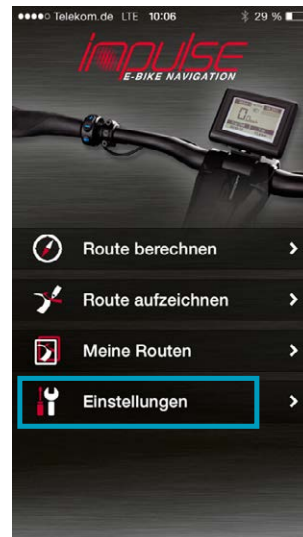 Telekom.de LTE 10:06 29 %
impulse
E-BIKE NAVIGATION
Route berechnen
Route aufzeichnen
Meine Routen
Einstellungen